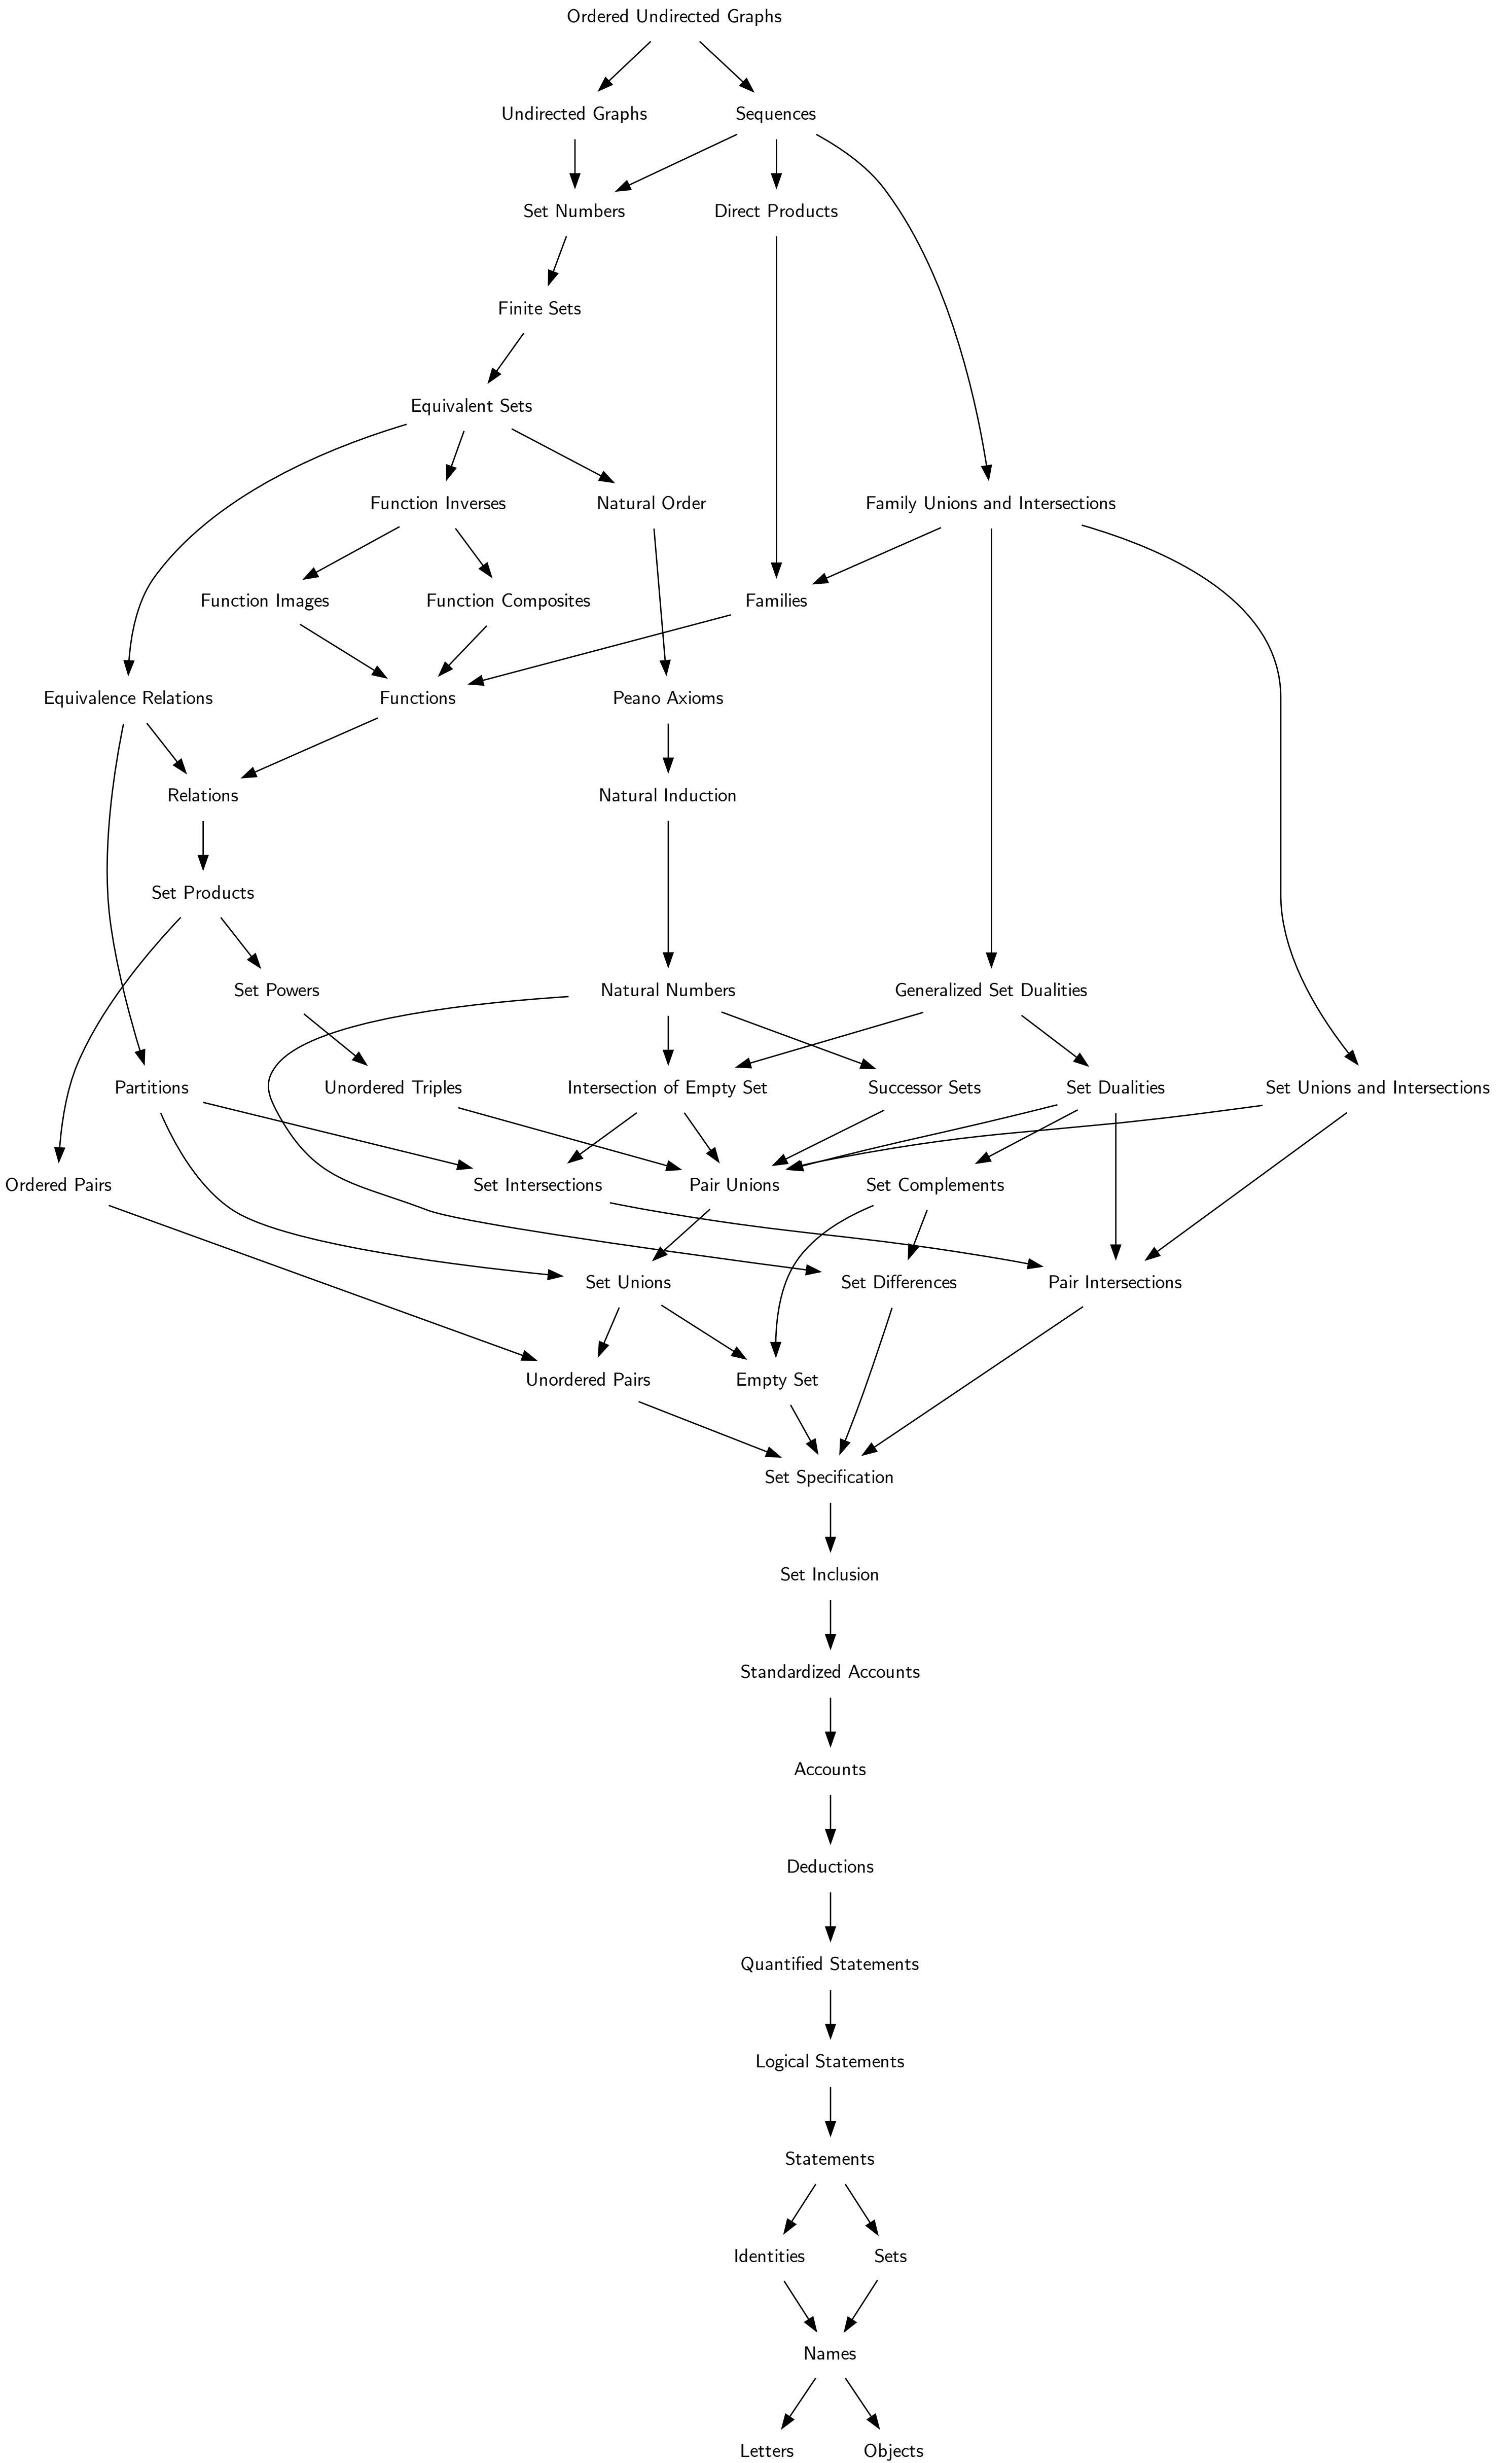 Ordered Undirected Graphs
Undirected Graphs
Sequences
Set Numbers
Direct Products
Finite Sets
Equivalent Sets
Function Inverses
Natural Order
Family Unions and Intersections
Function Images
Function Composites
Families
Equivalence Relations
Functions
Peano Axioms
Relations
Natural Induction
Set Products
Set Powers
Natural Numbers
Generalized Set Dualities
Partitions
Unordered Triples
Intersection of Empty Set
Successor Sets
Set Dualities
Set Unions and Intersections
Ordered Pairs
Set Intersections
Pair Unions
Set Complements
Set Unions
Set Differences
Pair Intersections
Unordered Pairs
Empty Set
Set Specification
Set Inclusion
Standardized Accounts
Accounts
Deductions
Quantified Statements
Logical Statements
Statements
Identities
Sets
Names
Letters
Objects